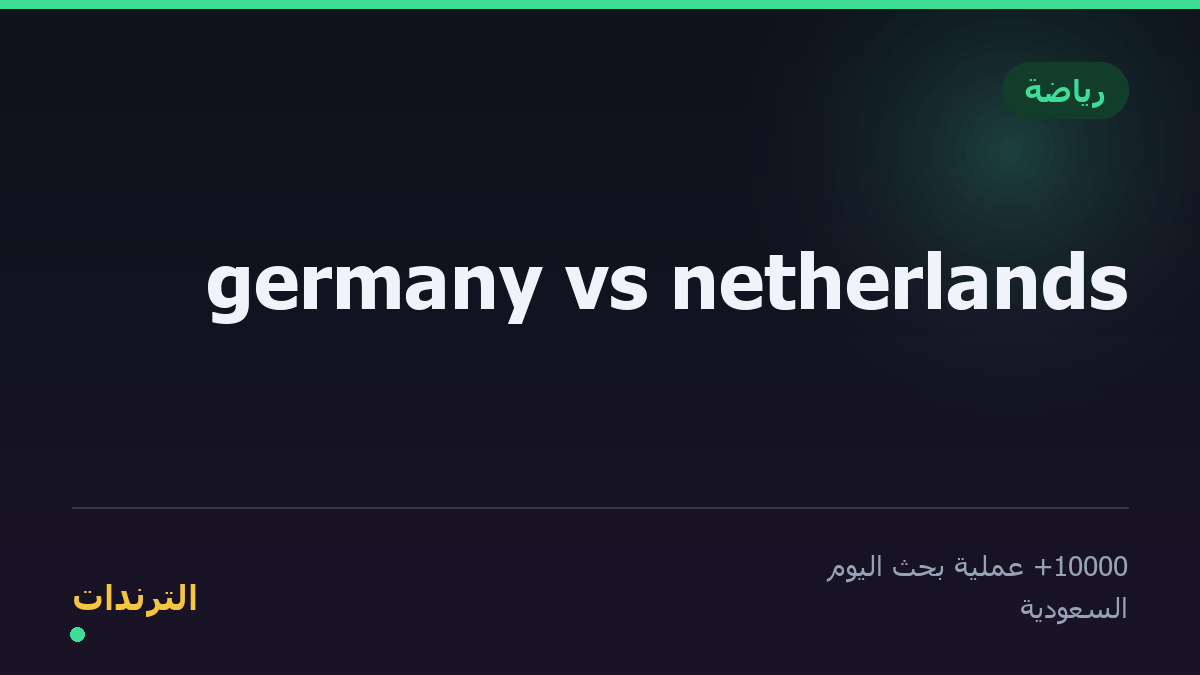 رياضة
germany vs netherlands
+10000 عملية بحث اليوم
السعودية
الترندات